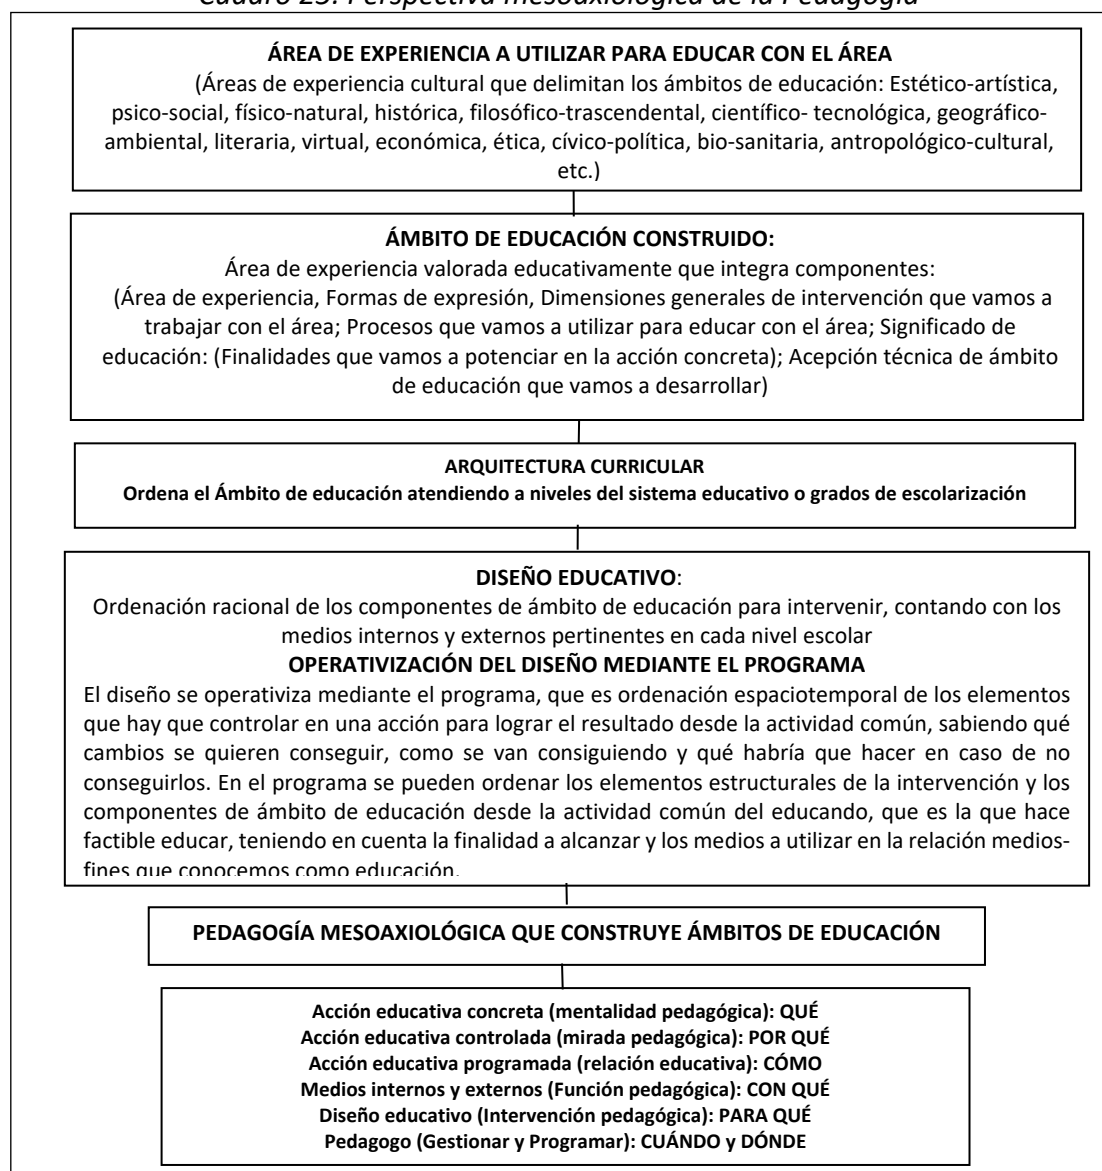 Cuadro 25. Perspectiva mesoaxiológica de la Pedagogía
ÁREA DE EXPERIENCIA A UTILIZAR PARA EDUCAR CON EL ÁREA
(Áreas de experiencia cultural que delimitan los ámbitos de educación: Estético-artística,
psico-social, físico-natural, histórica, filosófico-trascendental, científico- tecnológica, geográfico-
ambiental, literaria, virtual, económica, ética, cívico-política, bio-sanitaria, antropológico-cultural,
etc.)
ÁMBITO DE EDUCACIÓN CONSTRUIDO:
Área de experiencia valorada educativamente que integra componentes:
(Área de experiencia, Formas de expresión, Dimensiones generales de intervención que vamos a
trabajar con el área; Procesos que vamos a utilizar para educar con el área; Significado de
educación: (Finalidades que vamos a potenciar en la acción concreta); Acepción técnica de ámbito
de educación que vamos a desarrollar)
ARQUITECTURA CURRICULAR
Ordena el Ámbito de educación atendiendo a niveles del sistema educativo o grados de escolarización
DISEÑO EDUCATIVO:
Ordenación racional de los componentes de ámbito de educación para intervenir, contando con los
medios internos y externos pertinentes en cada nivel escolar
OPERATIVIZACIÓN DEL DISEÑO MEDIANTE EL PROGRAMA
El diseño se operativiza mediante el programa, que es ordenación espaciotemporal de los elementos
que hay que controlar en una acción para lograr el resultado desde la actividad común, sabiendo qué
cambios se quieren conseguir, como se van consiguiendo y qué habría que hacer en caso de no
conseguirlos. En el programa se pueden ordenar los elementos estructurales de la intervención y los
componentes de ámbito de educación desde la actividad común del educando, que es la que hace
factible educar, teniendo en cuenta la finalidad a alcanzar y los medios a utilizar en la relación medios-
fines que conocemos como educación.
PEDAGOGÍA MESOAXIOLÓGICA QUE CONSTRUYE ÁMBITOS DE EDUCACIÓN
Acción educativa concreta (mentalidad pedagógica): QUÉ
Acción educativa controlada (mirada pedagógica): POR QUÉ
Acción educativa programada (relación educativa): CÓMO
Medios internos y externos (Función pedagógica): CON QUÉ
Diseño educativo (Intervención pedagógica): PARA QUÉ
Pedagogo (Gestionar y Programar): CUÁNDO y DÓNDE